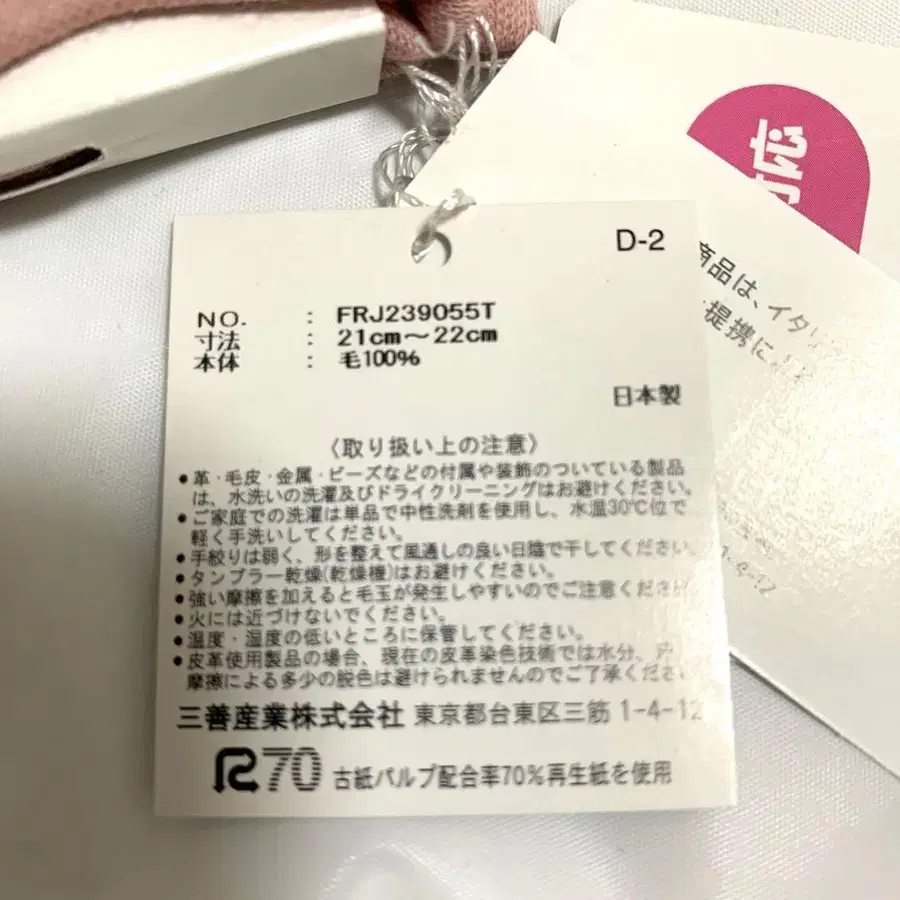 D-2
NO. : FRJ239055T
寸法 : 21cm～22cm
本体 : 毛100%
日本製
〈取り扱い上の注意〉
●革・毛皮・金属・ビーズなどの付属や装飾のついている製品
は、水洗いの洗濯及びドライクリーニングはお避けください。
●ご家庭での洗濯は単品で中性洗剤を使用し、水温30℃位で
軽く手洗いしてください。
●手絞りは弱く、形を整えて風通しの良い日陰で干してください
●タンブラー乾燥(乾燥機)はお避けください。
●強い摩擦を加えると毛玉が発生しやすいのでご注意くださ
●火には近づけないでください。
●温度・湿度の低いところに保管してください。
●皮革使用製品の場合、現在の皮革染色技術では水分、
摩擦による多少の脱色は避けられませんのでご了承くださ
三善産業株式会社 東京都台東区三筋 1-4-12
R70 古紙パルプ配合率70%再生紙を使用
応
商品は、イタリ
提携によ